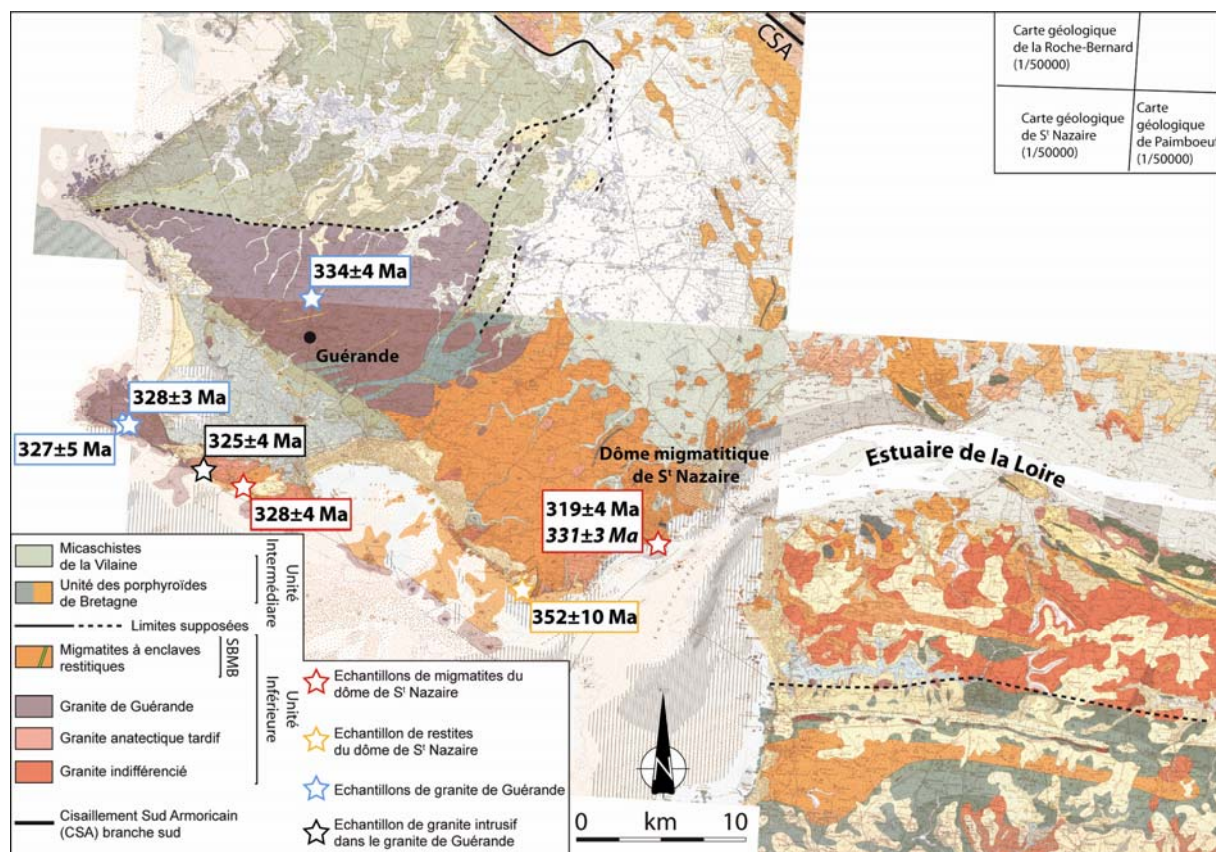 CSA
Carte géologique
de la Roche-Bernard
(1/50000)
Carte géologique
de Sᵗ Nazaire
(1/50000)
Carte
géologique
de Paimboeuf
(1/50000)
334±4 Ma
Guérande
328±3 Ma
327±5 Ma
325±4 Ma
328±4 Ma
Dôme migmatitique
de Sᵗ Nazaire
Estuaire de la Loire
319±4 Ma
331±3 Ma
352±10 Ma
Micaschistes
de la Vilaine
Unité des porphyroïdes
de Bretagne
Unité
Intermédiare
Limites supposées
Migmatites à enclaves
restitiques
SBMB
Granite de Guérande
Granite anatectique tardif
Granite indifférencié
Unité
Inférieure
Cisaillement Sud Armoricain
(CSA) branche sud
Echantillons de migmatites du
dôme de Sᵗ Nazaire
Echantillon de restites
du dôme de Sᵗ Nazaire
Echantillons de granite de Guérande
Echantillon de granite intrusif
dans le granite de Guérande
N
0 km 10